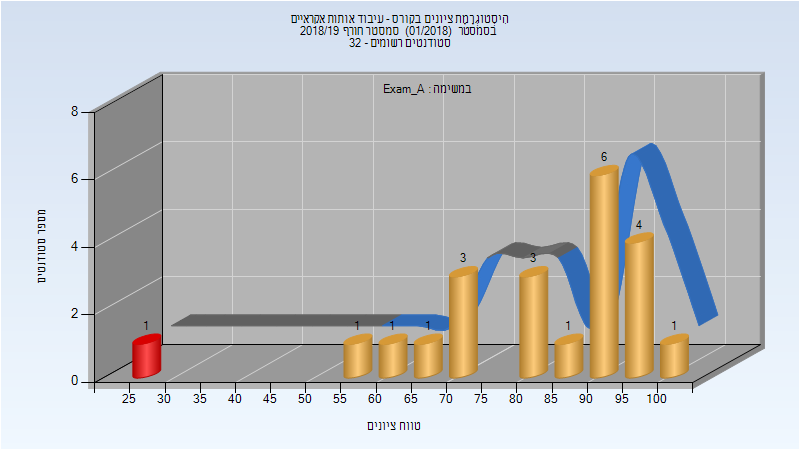 היסטוגרמת ציונים בקורס - עיבוד אותות אקראיים
בסמסטר (01/2018) סמסטר חורף 2018/19
סטודנטים רשומים - 32
במשימה : Exam_A
מספר סטודנטים
8
6
4
2
0
1
1
1
1
3
3
1
6
4
1
25 30 35 40 45 50 55 60 65 70 75 80 85 90 95 100
טווח ציונים